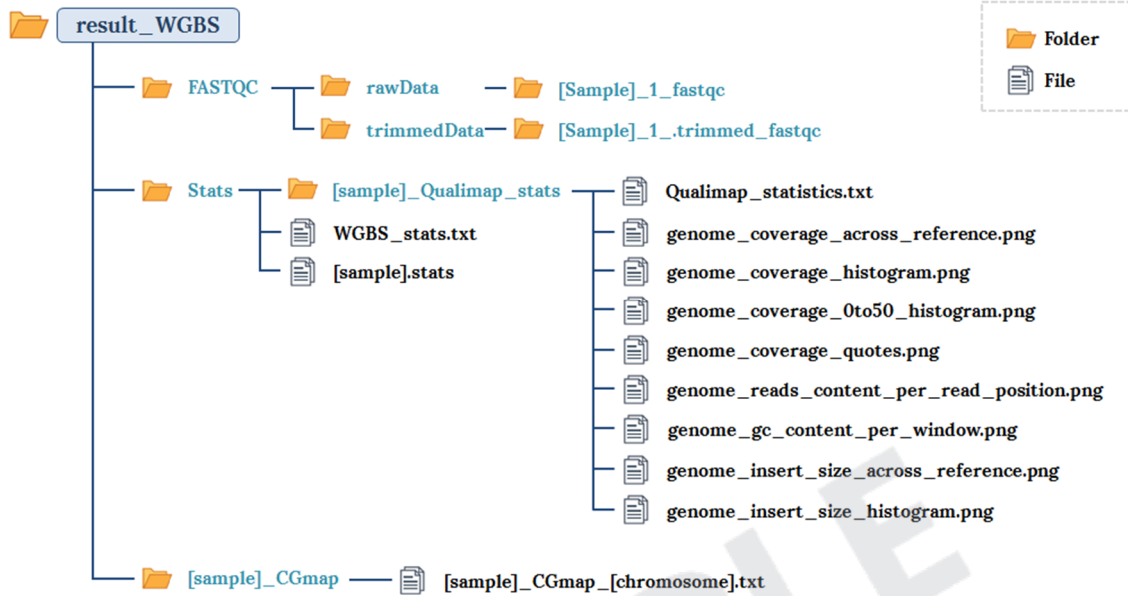 result_WGBS
Folder
File
FASTQC
rawData
[Sample]_1_fastqc
trimmedData
[Sample]_1_.trimmed_fastqc
Stats
[sample]_Qualimap_stats
Qualimap_statistics.txt
WGBS_stats.txt
genome_coverage_across_reference.png
[sample].stats
genome_coverage_histogram.png
genome_coverage_0to50_histogram.png
genome_coverage_quotes.png
genome_reads_content_per_read_position.png
genome_gc_content_per_window.png
genome_insert_size_across_reference.png
genome_insert_size_histogram.png
[sample]_CGmap
[sample]_CGmap_[chromosome].txt